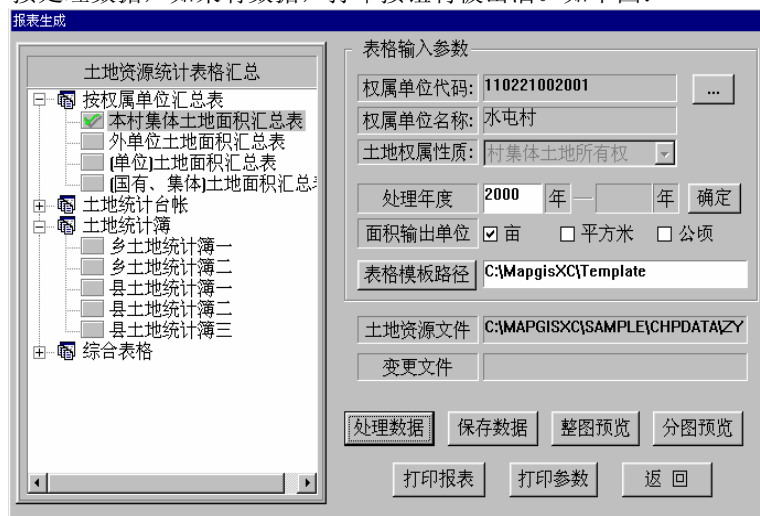 报表生成
土地资源统计表格汇总
按权属单位汇总表
本村集体土地面积汇总表
外单位土地面积汇总表
(单位)土地面积汇总表
(国有、集体)土地面积汇总
土地统计台帐
土地统计簿
乡土地统计簿一
乡土地统计簿二
县土地统计簿一
县土地统计簿二
县土地统计簿三
综合表格
表格输入参数
权属单位代码: 110221002001 ...
权属单位名称: 水屯村
土地权属性质: 村集体土地所有权
处理年度 2000 年 — 年 确定
面积输出单位 亩 平方米 公顷
表格模板路径 C:\MapgisXC\Template
土地资源文件 C:\MAPGISXC\SAMPLE\CHPDATA\ZY
变更文件
处理数据 保存数据 整图预览 分图预览
打印报表 打印参数 返 回